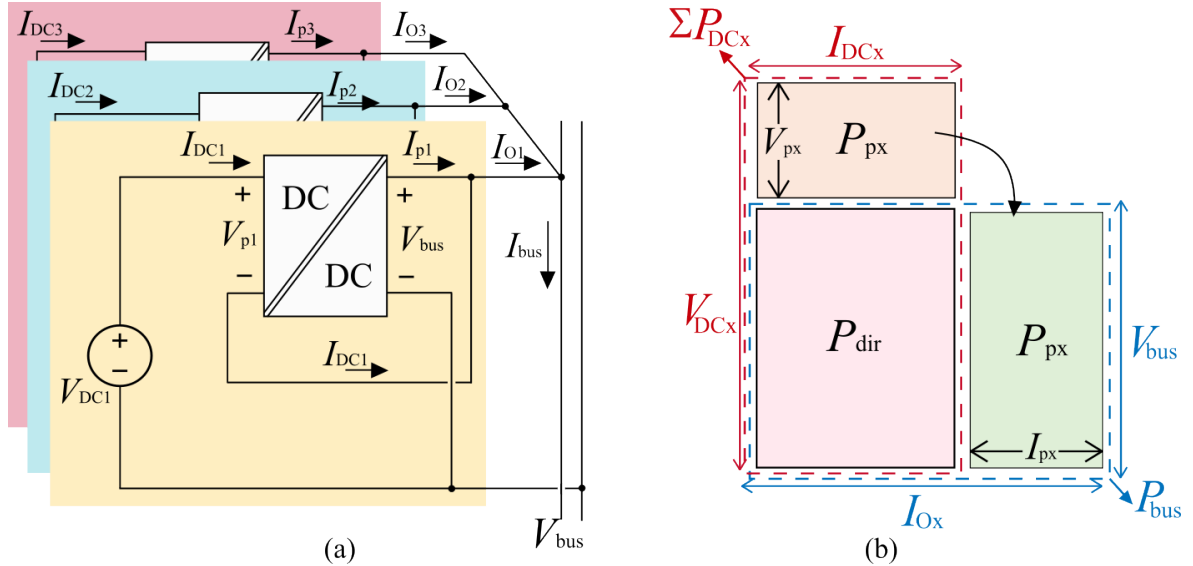 I_DC3 I_p3 I_O3
I_DC2 I_p2 I_O2
I_DC1 I_p1 I_O1
+ DC +
V_p1 V_bus I_bus
− DC −
I_DC1
+
−
V_DC1
V_bus
(a)
ΣP_DCx I_DCx
V_px P_px
V_DCx P_dir P_px V_bus
I_px
I_Ox P_bus
(b)